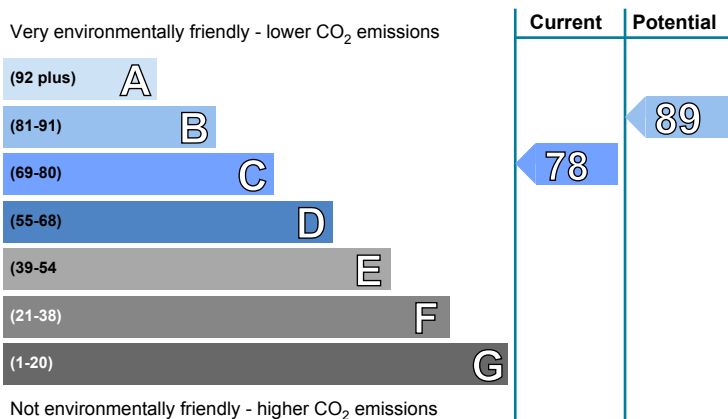 Very environmentally friendly - lower CO2 emissions
Current
Potential
(92 plus) A
(81-91) B
(69-80) C
(55-68) D
(39-54 E
(21-38) F
(1-20) G
78
89
Not environmentally friendly - higher CO2 emissions